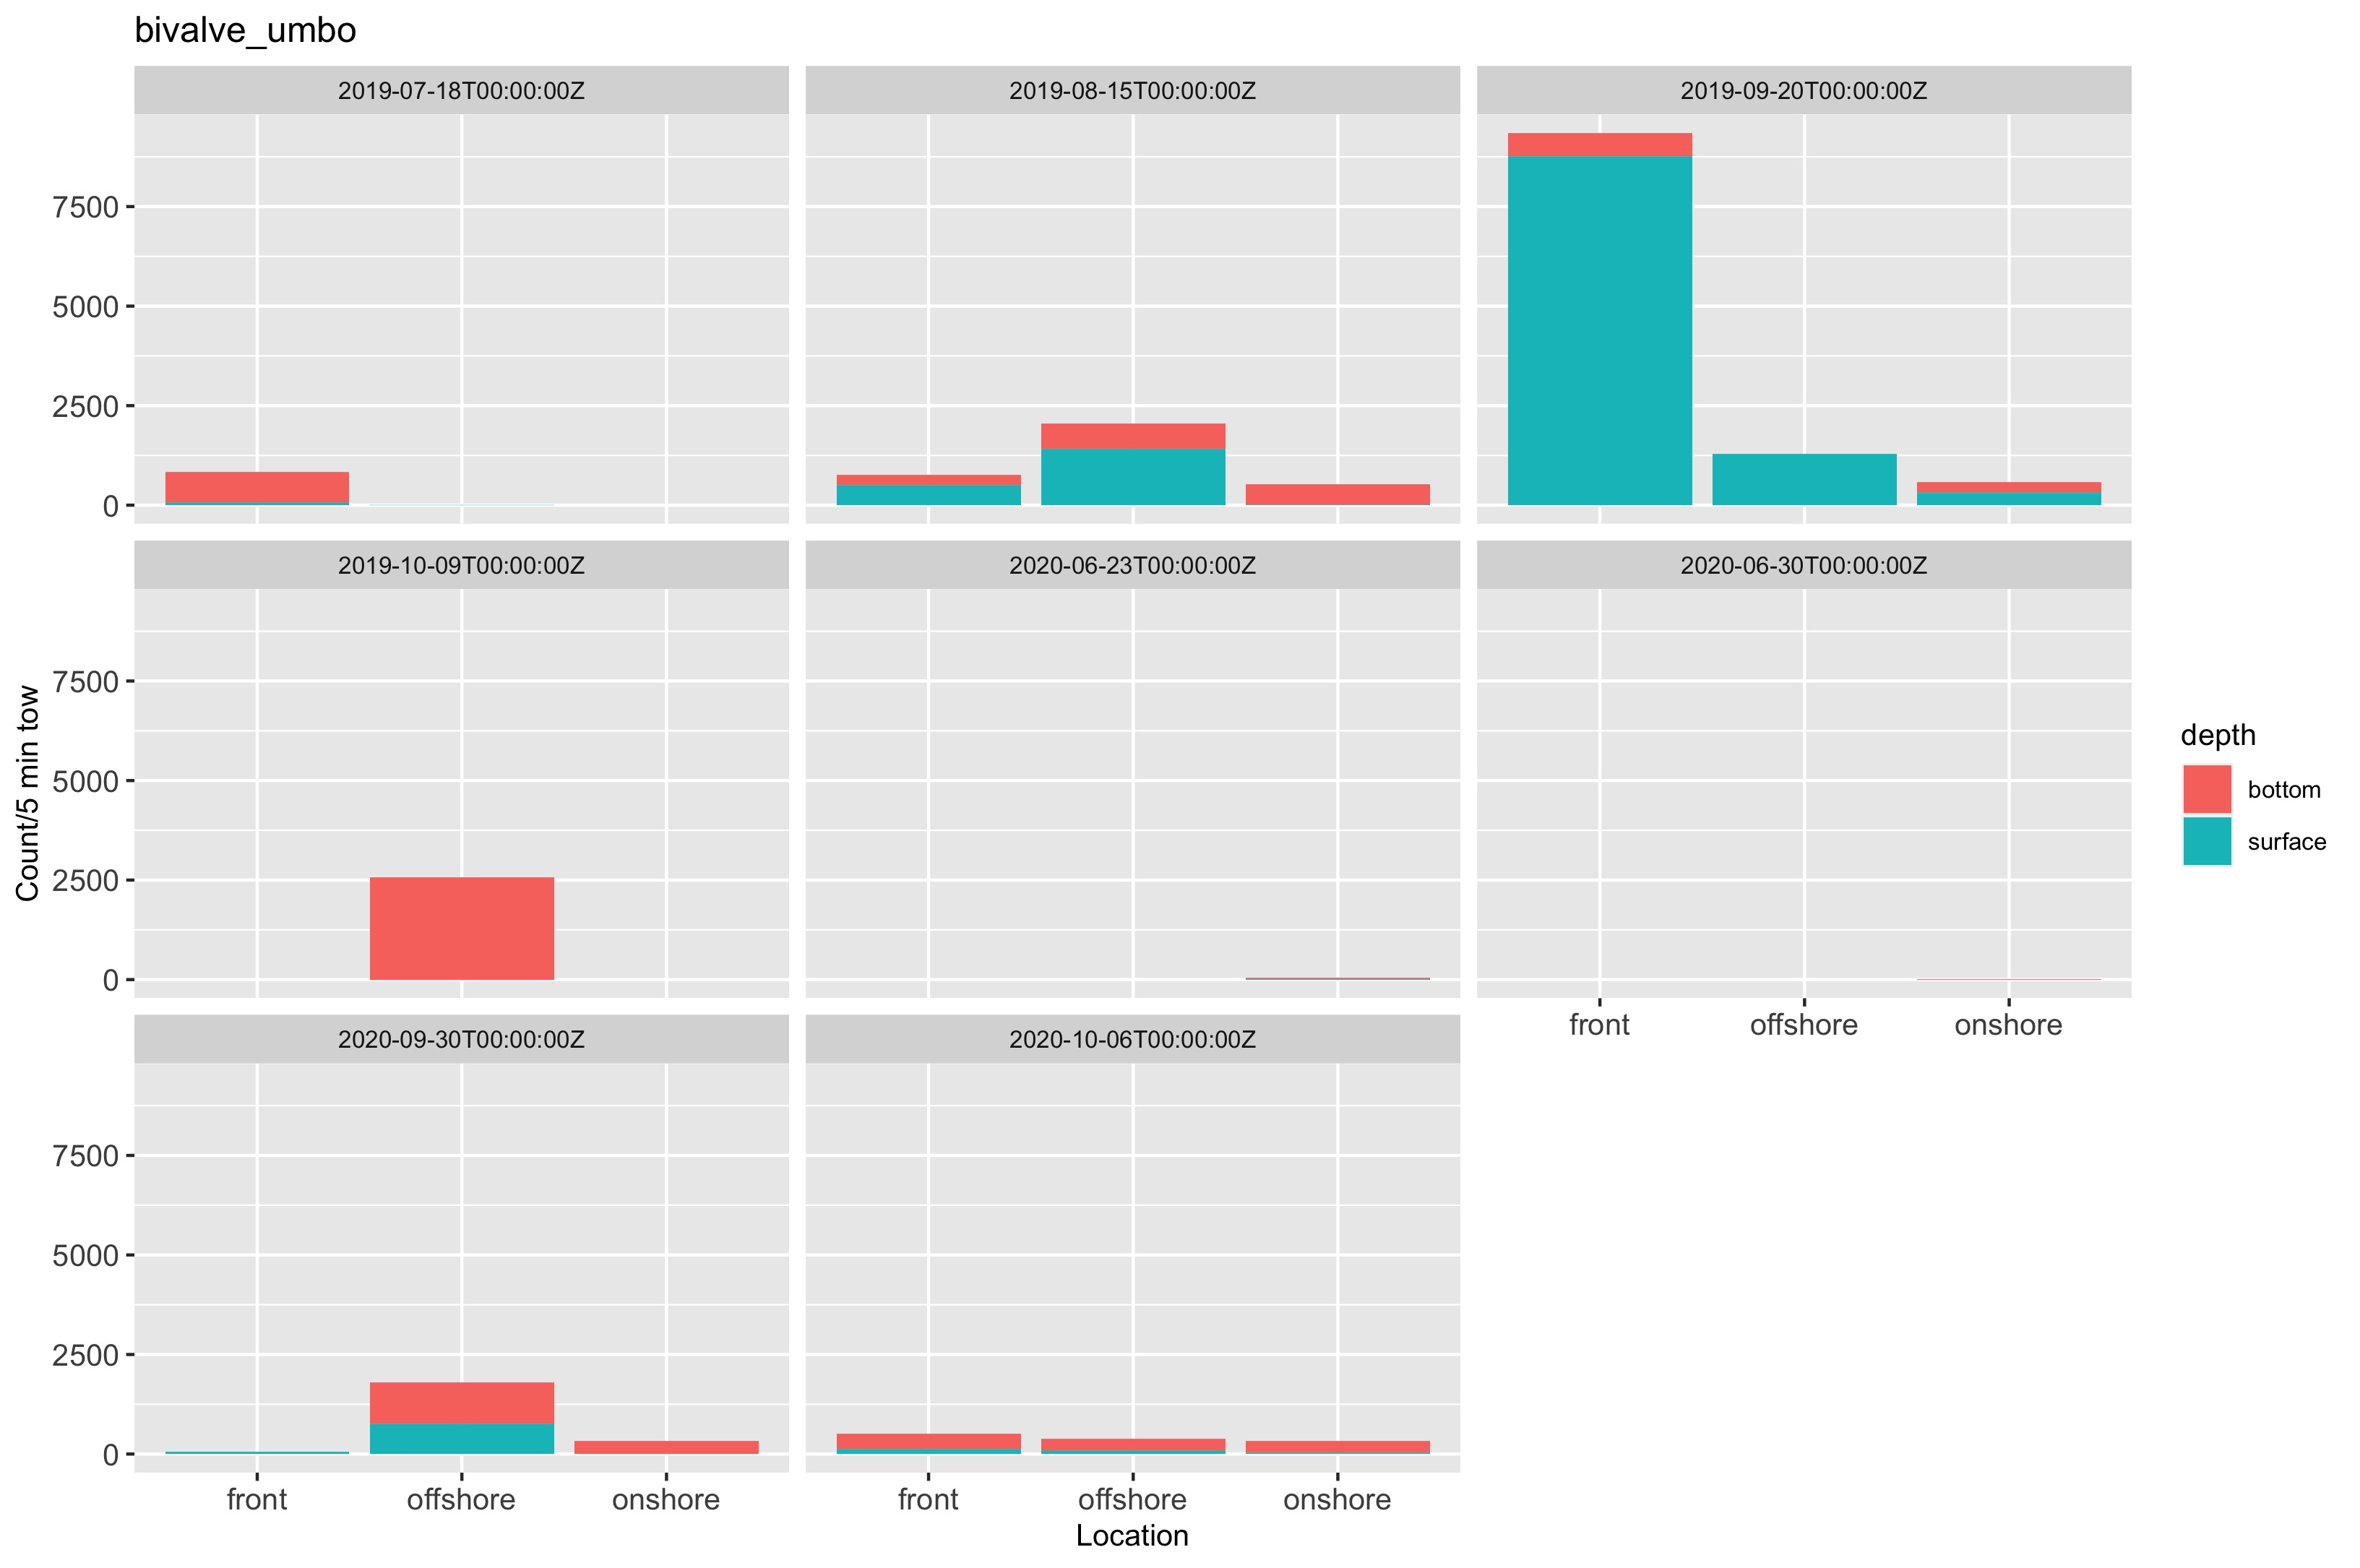 bivalve_umbo
2019-07-18T00:00:00Z
2019-08-15T00:00:00Z
2019-09-20T00:00:00Z
7500
5000
2500
0
2019-10-09T00:00:00Z
2020-06-23T00:00:00Z
2020-06-30T00:00:00Z
7500
5000
2500
0
front
offshore
onshore
2020-09-30T00:00:00Z
2020-10-06T00:00:00Z
7500
5000
2500
0
front
offshore
onshore
front
offshore
onshore
Location
Count/5 min tow
depth
bottom
surface